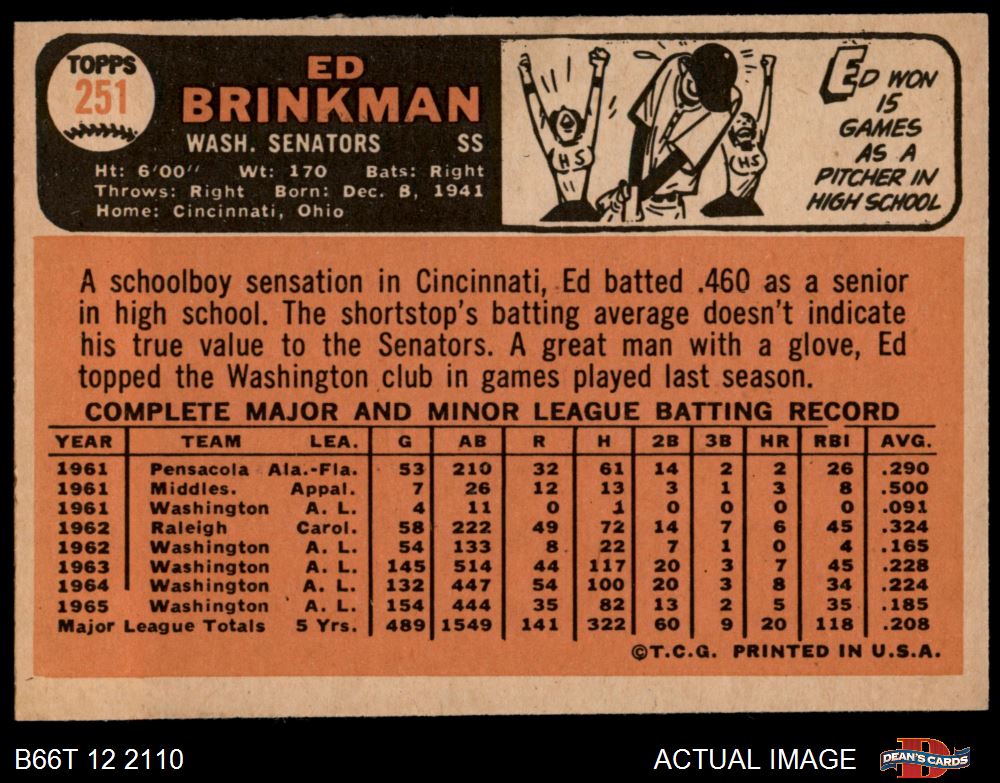 TOPPS
251
ED
BRINKMAN
WASH. SENATORS SS
Ht: 6'00" Wt: 170 Bats: Right
Throws: Right Born: Dec. 8, 1941
Home: Cincinnati, Ohio
HS
HS
ED WON
15
GAMES
AS A
PITCHER IN
HIGH SCHOOL
A schoolboy sensation in Cincinnati, Ed batted .460 as a senior
in high school. The shortstop's batting average doesn't indicate
his true value to the Senators. A great man with a glove, Ed
topped the Washington club in games played last season.
COMPLETE MAJOR AND MINOR LEAGUE BATTING RECORD
YEAR TEAM LEA. G AB R H 2B 3B HR RBI AVG.
1961 Pensacola Ala.-Fla. 53 210 32 61 14 2 2 26 .290
1961 Middles. Appal. 7 26 12 13 3 1 3 8 .500
1961 Washington A. L. 4 11 0 1 0 0 0 0 .091
1962 Raleigh Carol. 58 222 49 72 14 7 6 45 .324
1962 Washington A. L. 54 133 8 22 7 1 0 4 .165
1963 Washington A. L. 145 514 44 117 20 3 7 45 .228
1964 Washington A. L. 132 447 54 100 20 3 8 34 .224
1965 Washington A. L. 154 444 35 82 13 2 5 35 .185
Major League Totals 5 Yrs. 489 1549 141 322 60 9 20 118 .208
©T.C.G. PRINTED IN U.S.A.
B66T 12 2110 ACTUAL IMAGE DEAN'S CARDS